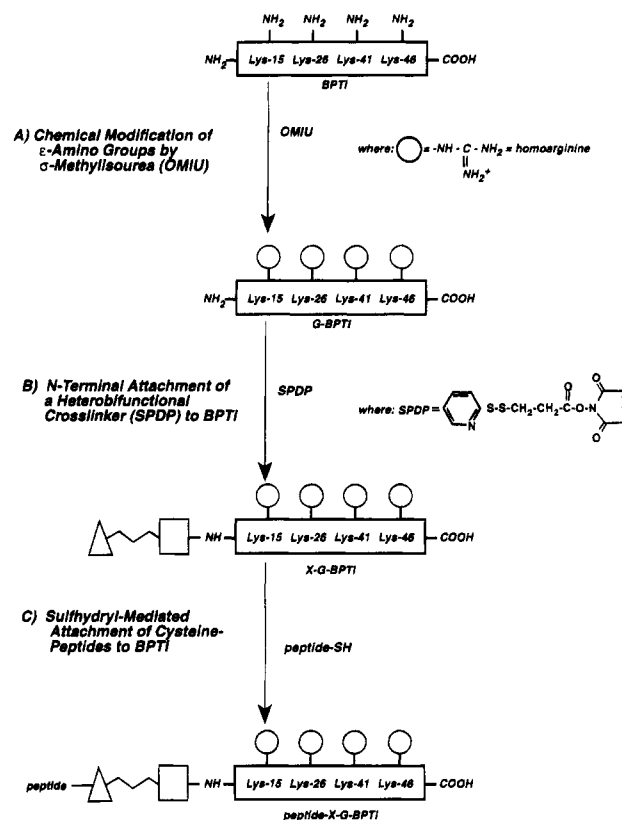 NH2 NH2 NH2 NH2
NH2 Lys-15 Lys-26 Lys-41 Lys-46 COOH
BPTI
A) Chemical Modification of
ε-Amino Groups by
σ-Methylisourea (OMIU)
OMIU
where: = -NH - C - NH2 = homoarginine
NH2+
NH2 Lys-15 Lys-26 Lys-41 Lys-46 COOH
G-BPTI
B) N-Terminal Attachment of
a Heterobifunctional
Crosslinker (SPDP) to BPTI
SPDP
where: SPDP =
N
S-S-CH2-CH2-C-O-N
O
O
O
NH Lys-15 Lys-26 Lys-41 Lys-46 COOH
X-G-BPTI
C) Sulfhydryl-Mediated
Attachment of Cysteine-
Peptides to BPTI
peptide-SH
peptide NH Lys-15 Lys-26 Lys-41 Lys-46 COOH
peptide-X-G-BPTI